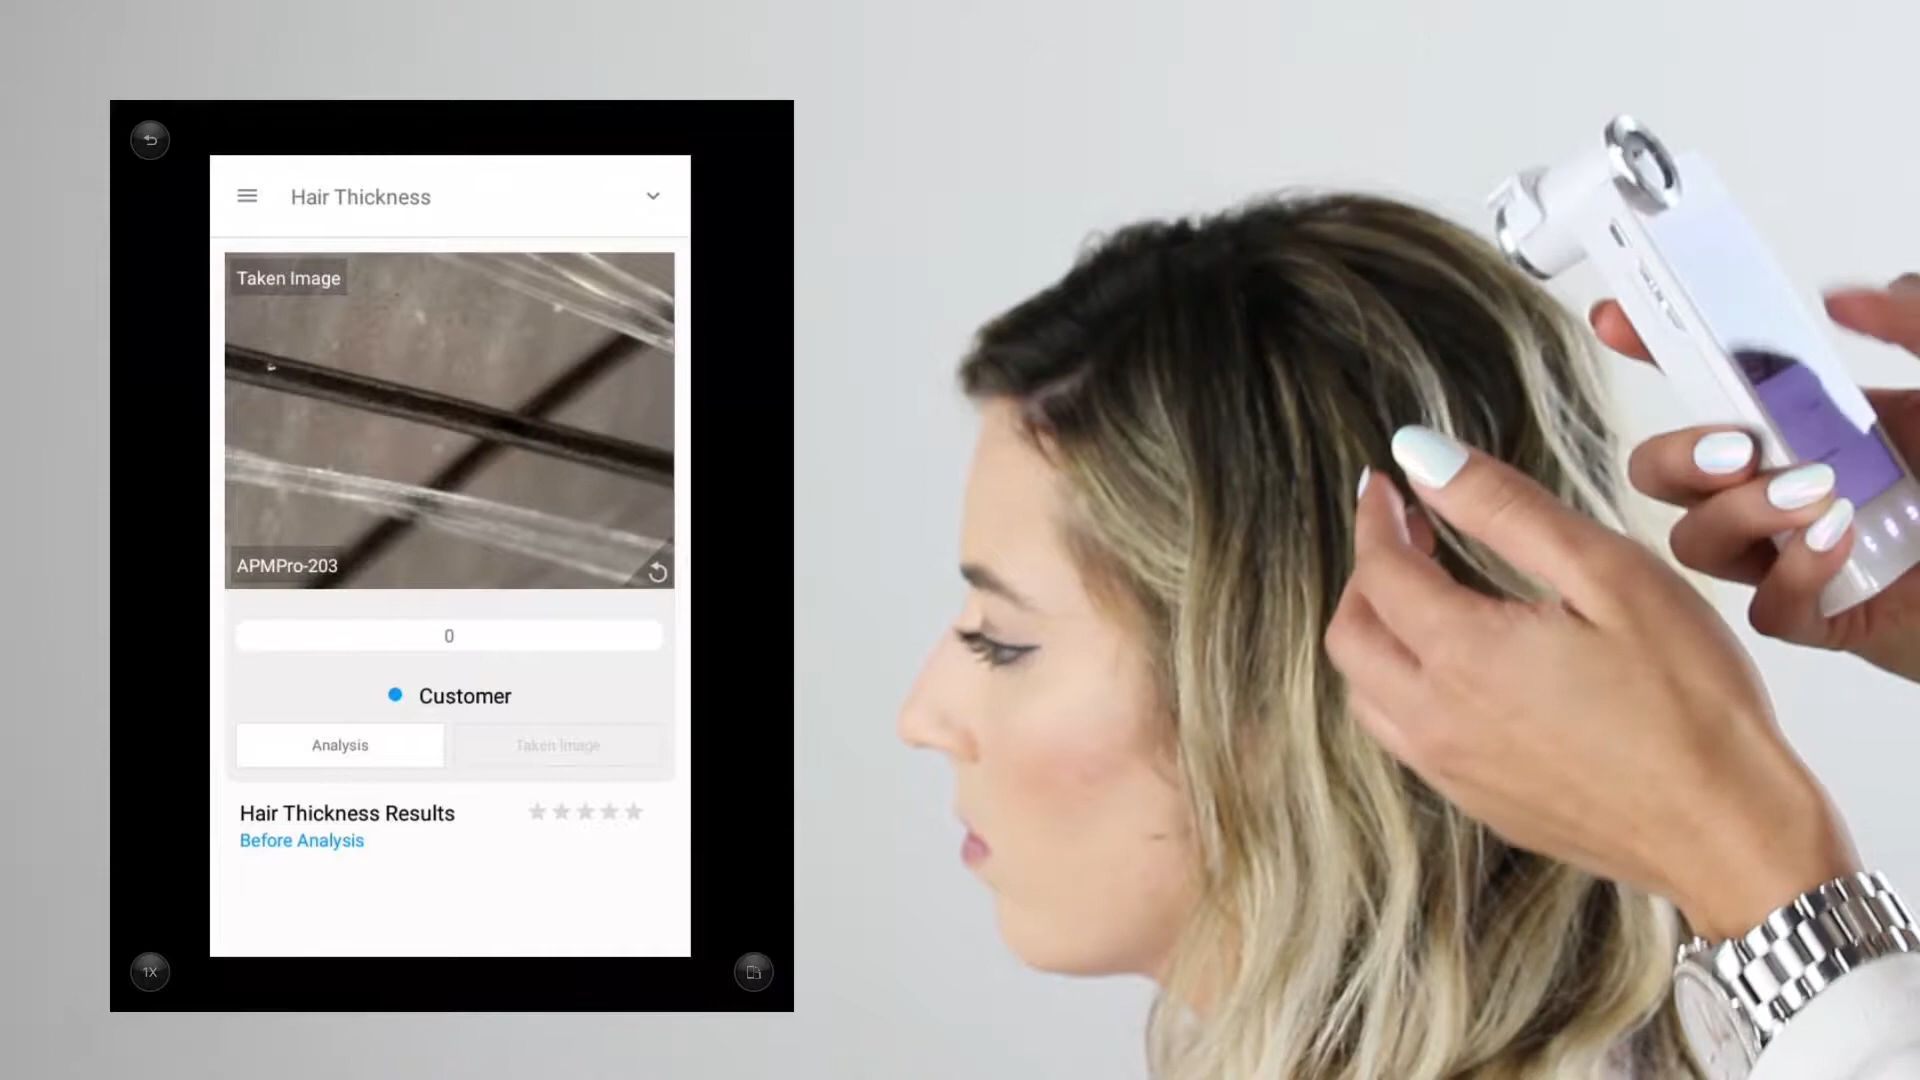 Hair Thickness
Taken Image
APMPro-203
0
Customer
Analysis
Taken Image
Hair Thickness Results
Before Analysis
1X